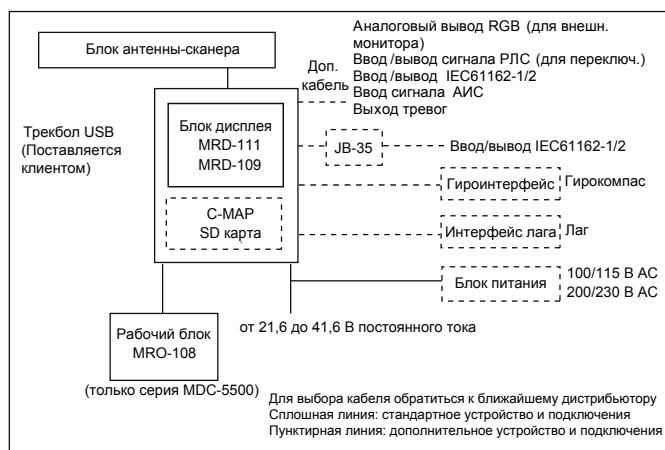 Блок антенны-сканера
Доп.
кабель
Аналоговый вывод RGB (для внешн.
монитора)
Ввод /вывод сигнала РЛС (для переключ.)
Ввод /вывод IEC61162-1/2
Ввод сигнала АИС
Выход тревог
Трекбол USB
(Поставляется
клиентом)
Блок дисплея
MRD-111
MRD-109
JB-35
Ввод/вывод IEC61162-1/2
Гироинтерфейс
Гирокомпас
C-MAP
SD карта
Интерфейс лага
Лаг
Блок питания
100/115 В AC
200/230 В AC
от 21,6 до 41,6 В постоянного тока
Рабочий блок
MRO-108
(только серия MDC-5500)
Для выбора кабеля обратиться к ближайшему дистрибьютору
Сплошная линия: стандартное устройство и подключения
Пунктирная линия: дополнительное устройство и подключения